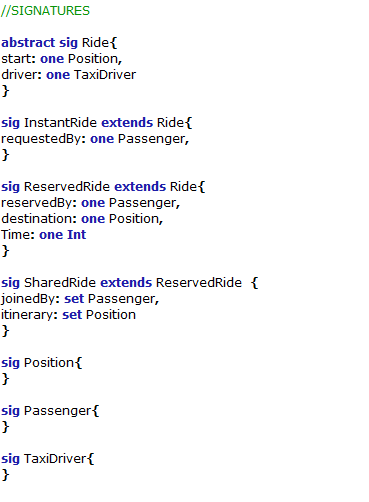 //SIGNATURES
abstract sig Ride{
start: one Position,
driver: one TaxiDriver
}
sig InstantRide extends Ride{
requestedBy: one Passenger,
}
sig ReservedRide extends Ride{
reservedBy: one Passenger,
destination: one Position,
Time: one Int
}
sig SharedRide extends ReservedRide  {
joinedBy: set Passenger,
itinerary: set Position
}
sig Position{
}
sig Passenger{
}
sig TaxiDriver{
}